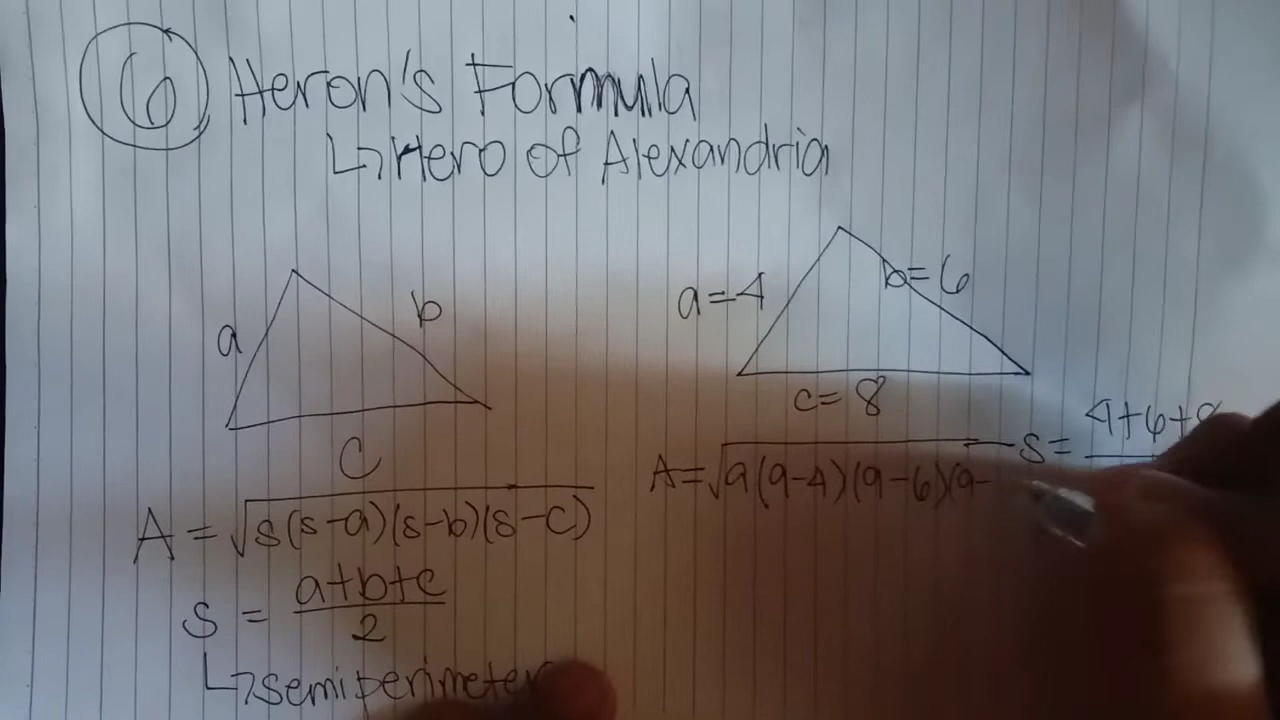 6 Heron's Formula
↳Hero of Alexandria
a
b
c
A = √s(s-a)(s-b)(s-c)
s = a+b+c
2
↳semiperimeter
a=4
b=6
c=8
s= 4+6+
A=√9(9-4)(9-6)(9-